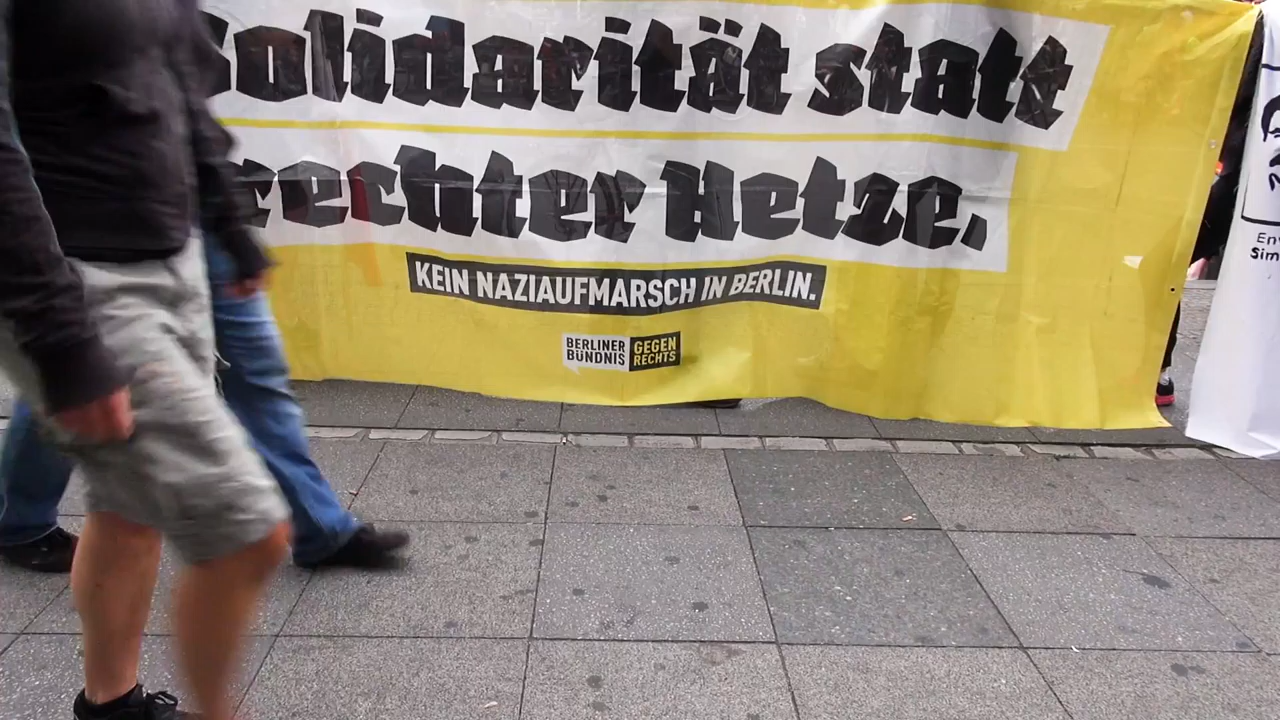 Solidarität statt
rechter Hetze.
KEIN NAZIAUFMARSCH IN BERLIN.
BERLINER
BÜNDNIS
GEGEN
RECHTS